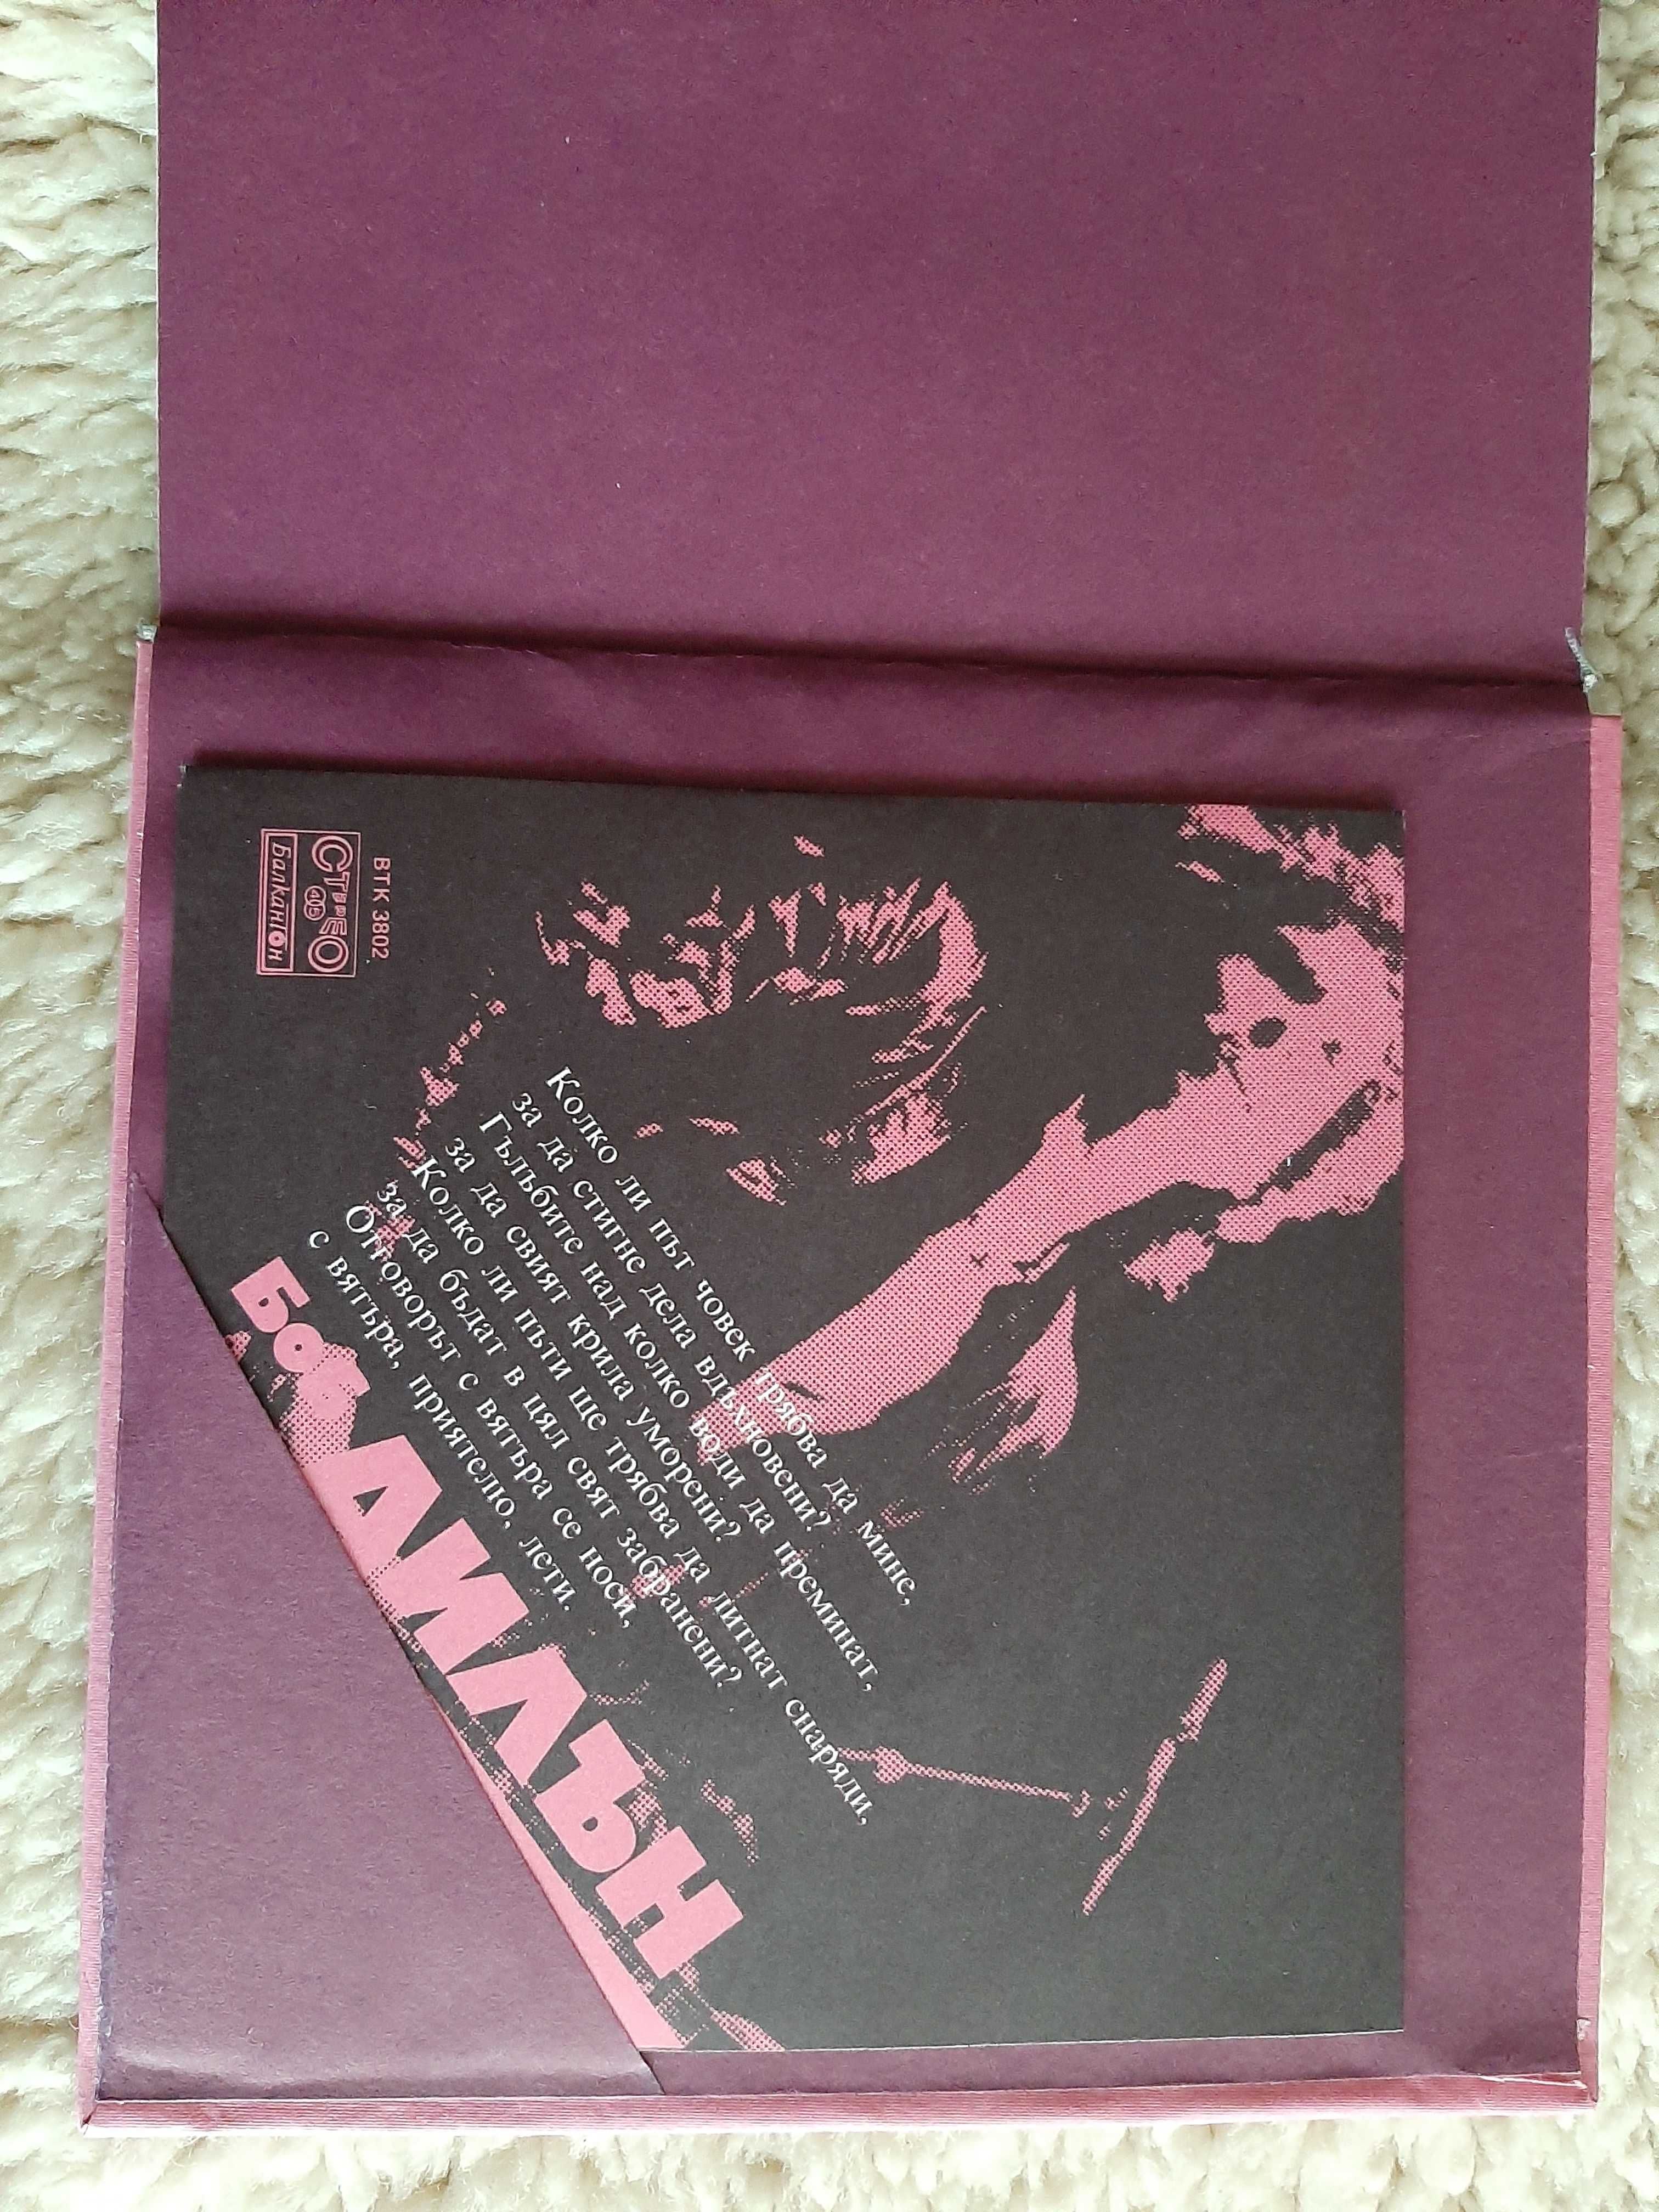 ВТК 3802
СТЕРЕО
Балкантон
Колко ли път човек трябва да мине,
за да стигне дела вдъхновени?
Гълъбите над колко води да преминат,
за да свият крила уморени?
Колко ли пъти ще трябва да литнат снаряди,
за да бъдат в цял свят забранени?
Отговорът с вятъра се носи,
с вятъра, приятелю, лети.
Боб
ДИЛЪН